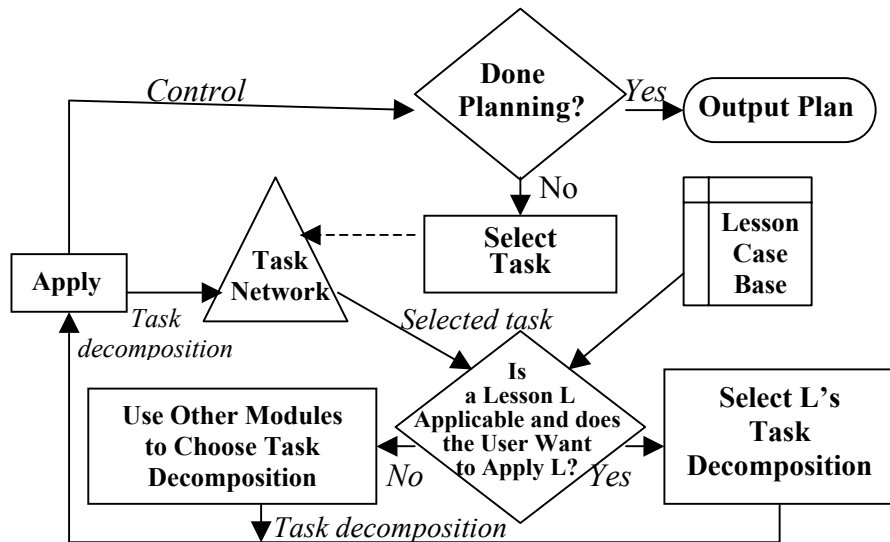 Done
Planning?
Control
Yes
Output Plan
No
Select
Task
Lesson
Case
Base
Task
Network
Apply
Task
decomposition
Selected task
Is
a Lesson L
Applicable and does
the User Want
to Apply L?
Use Other Modules
to Choose Task
Decomposition
No
Yes
Select L’s
Task
Decomposition
Task decomposition